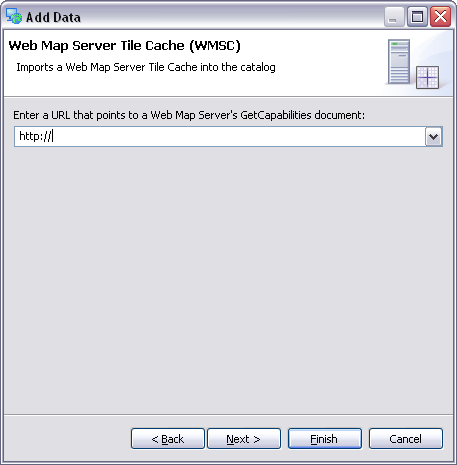 Add Data
Web Map Server Tile Cache (WMSC)
Imports a Web Map Server Tile Cache into the catalog
Enter a URL that points to a Web Map Server's GetCapabilities document:
http://
< Back Next > Finish Cancel